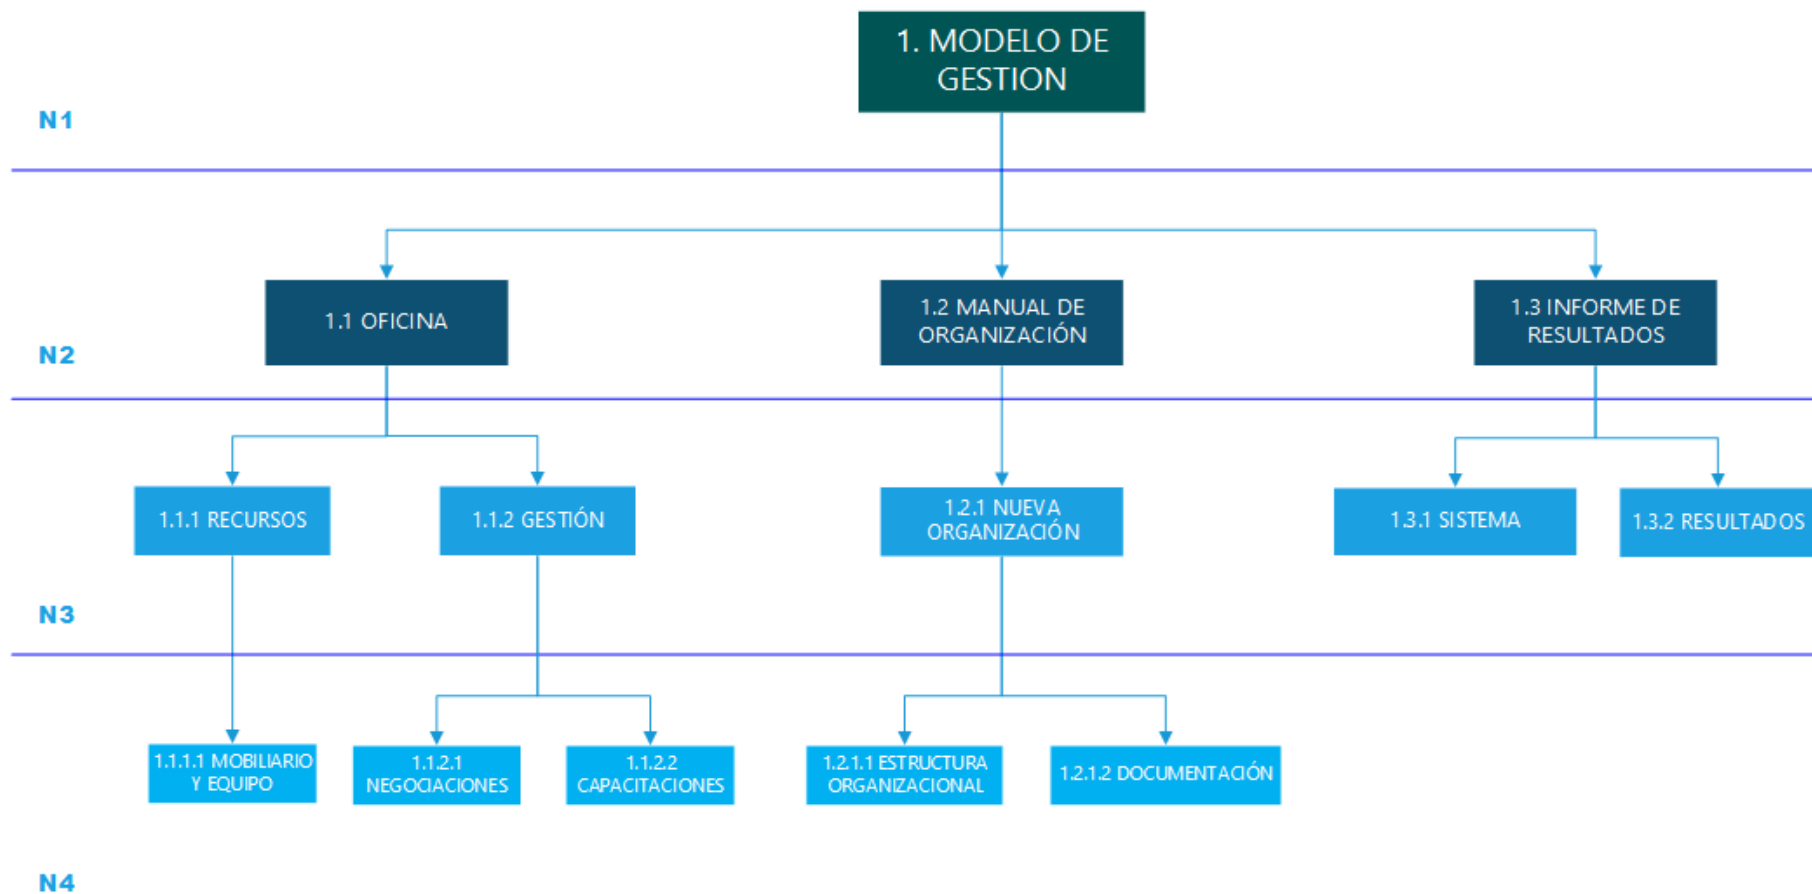 1. MODELO DE
GESTION
N1
1.1 OFICINA
1.2 MANUAL DE
ORGANIZACIÓN
1.3 INFORME DE
RESULTADOS
N2
1.1.1 RECURSOS
1.1.2 GESTIÓN
1.2.1 NUEVA
ORGANIZACIÓN
1.3.1 SISTEMA
1.3.2 RESULTADOS
N3
1.1.1.1 MOBILIARIO
Y EQUIPO
1.1.2.1
NEGOCIACIONES
1.1.2.2
CAPACITACIONES
1.2.1.1 ESTRUCTURA
ORGANIZACIONAL
1.2.1.2 DOCUMENTACIÓN
N4